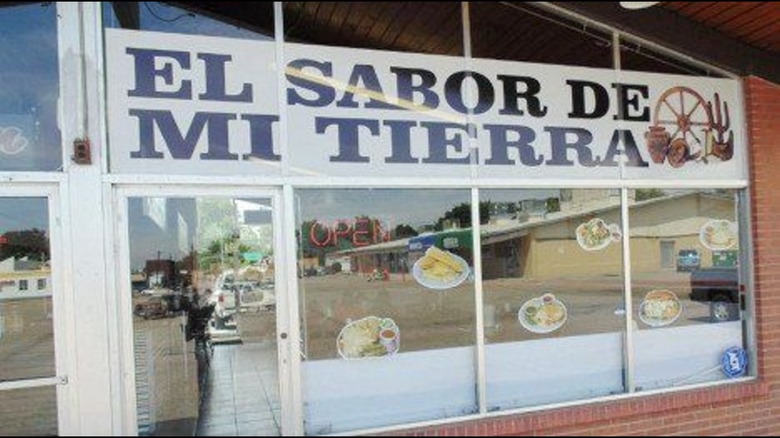 EL SABOR DE
MI TIERRA
OPEN